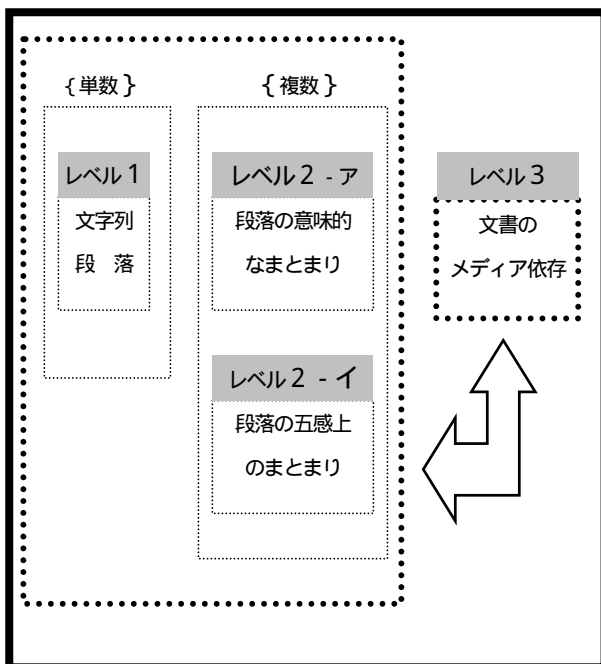 {単数}
{複数}
レベル1
文字列
段 落
レベル2 - ア
段落の意味的
なまとまり
レベル2 - イ
段落の五感上
のまとまり
レベル3
文書の
メディア依存